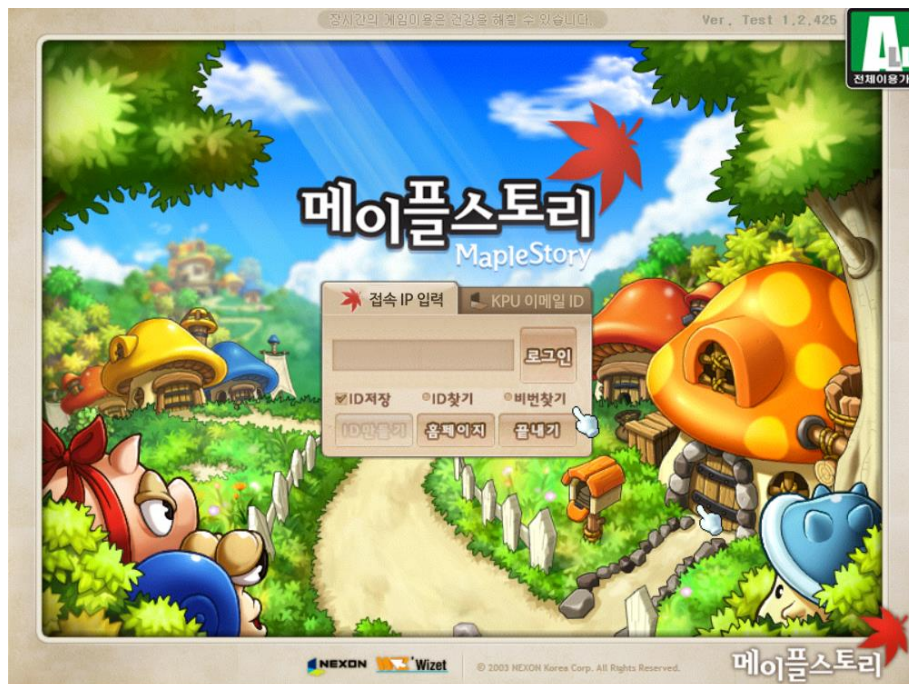 장시간의 게임이용은 건강을 해칠 수 있습니다.
Ver. Test 1.2.425
ALL
전체이용가
메이플스토리
MapleStory
접속 IP 입력
KPU 이메일 ID
로그인
ID저장
ID찾기
비번찾기
ID만들기
홈페이지
끝내기
NEXON
Wizet
© 2003 NEXON Korea Corp. All Rights Reserved.
메이플스토리